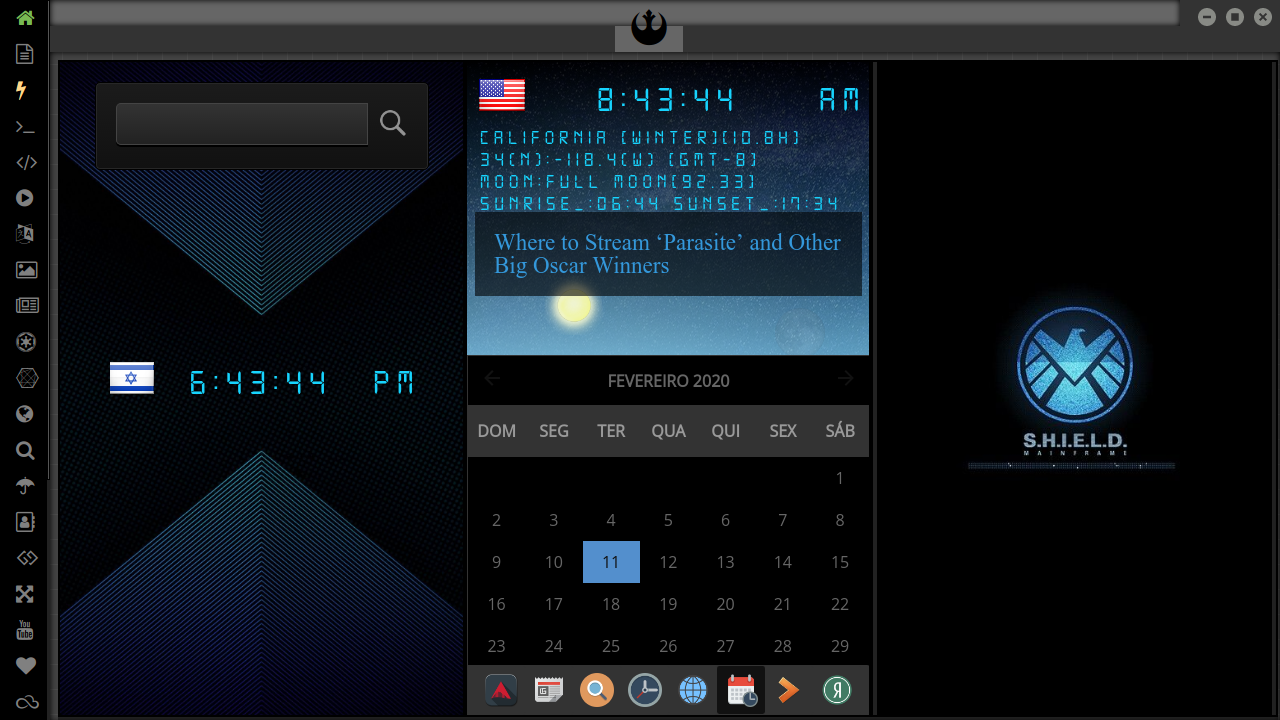 8:43:44 AM
CALIFORNIA [WINTER][10.8H]
34(N):-118.4(W) [GMT-8]
MOON:FULL MOON[92.33]
SUNRISE_:06:44 SUNSET_:17:34
Where to Stream ‘Parasite’ and Other
Big Oscar Winners
6:43:44 PM
FEVEREIRO 2020
DOM SEG TER QUA QUI SEX SÁB
1
2 3 4 5 6 7 8
9 10 11 12 13 14 15
16 17 18 19 20 21 22
23 24 25 26 27 28 29
S.H.I.E.L.D.
MAINFRAME
You
Tube
Я